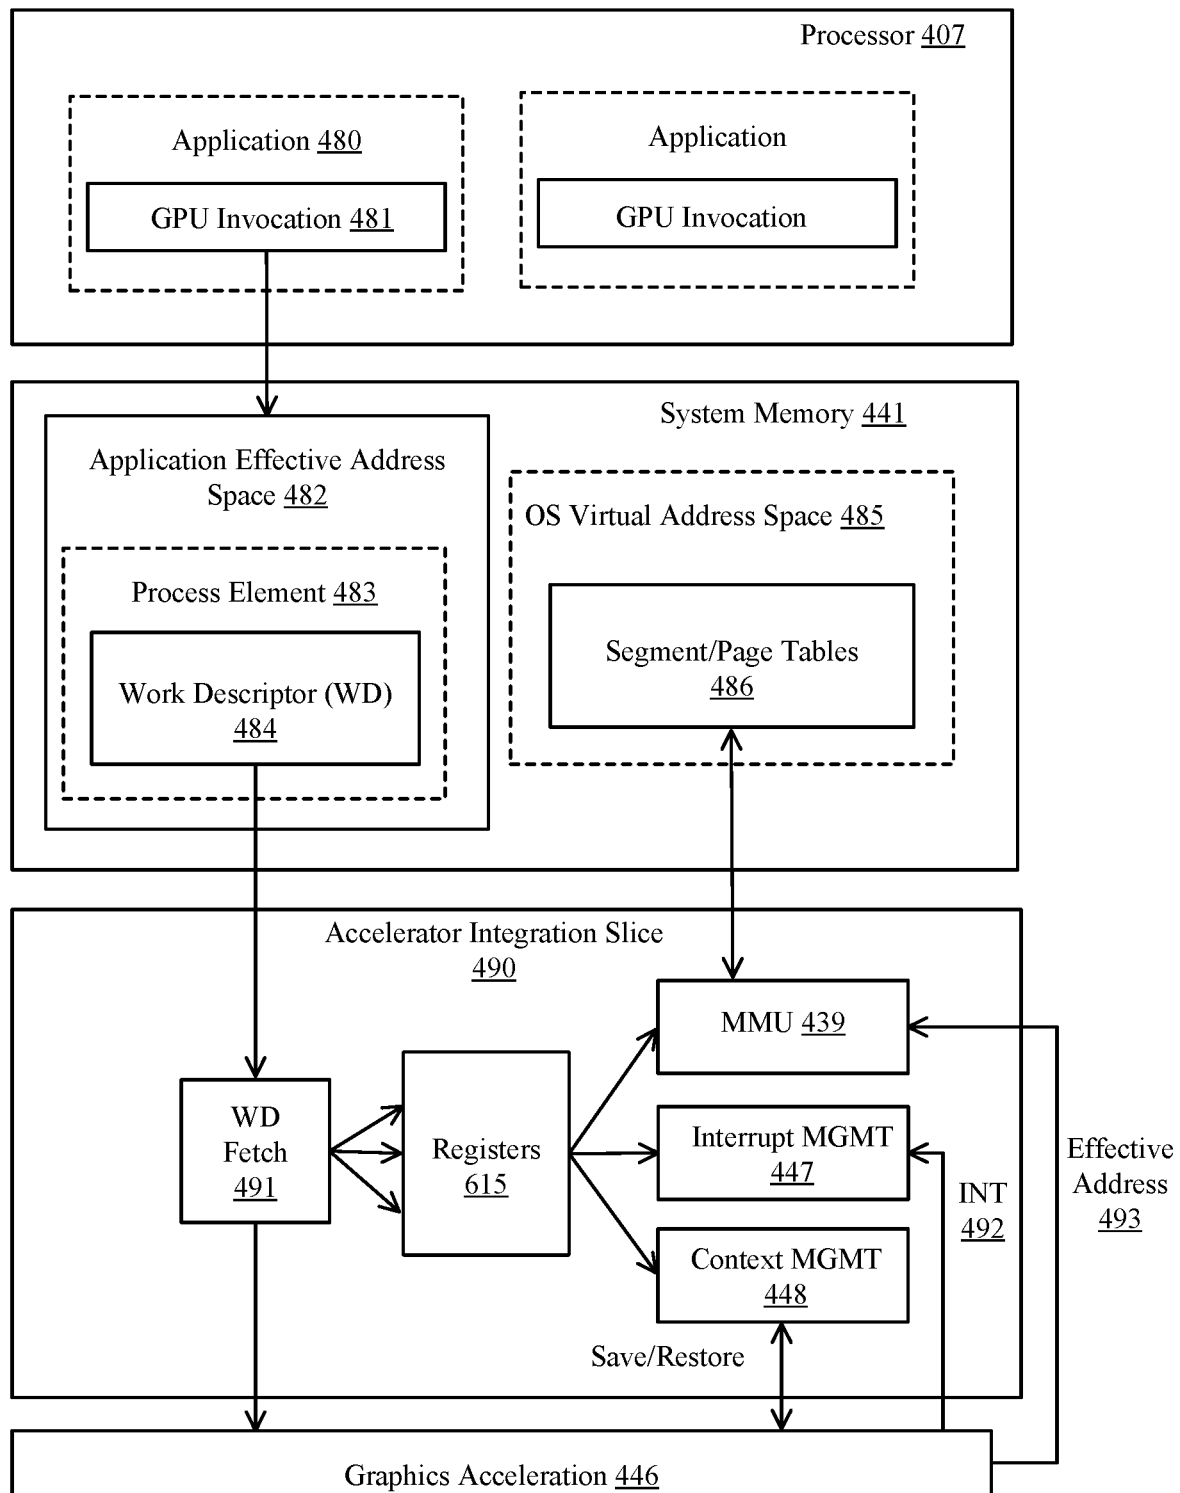 Processor 407
Application 480
GPU Invocation 481
Application
GPU Invocation
System Memory 441
Application Effective Address
Space 482
Process Element 483
Work Descriptor (WD)
484
OS Virtual Address Space 485
Segment/Page Tables
486
Accelerator Integration Slice
490
WD
Fetch
491
Registers
615
MMU 439
Interrupt MGMT
447
Context MGMT
448
Save/Restore
INT
492
Effective
Address
493
Graphics Acceleration 446